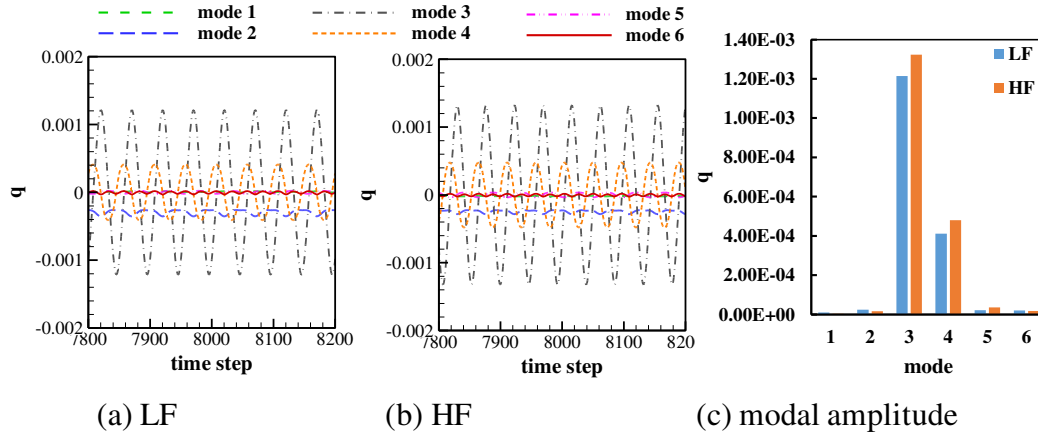 mode 1 mode 3 mode 5
mode 2 mode 4 mode 6
0.002
0.001
0
-0.001
-0.002
q
7800 7900 8000 8100 8200
time step
0.002
0.001
0
-0.001
-0.002
q
7800 7900 8000 8100 8200
time step
1.40E-03
1.20E-03
1.00E-03
8.00E-04
6.00E-04
4.00E-04
2.00E-04
0.00E+00
q
LF
HF
1 2 3 4 5 6
mode
(a) LF (b) HF (c) modal amplitude